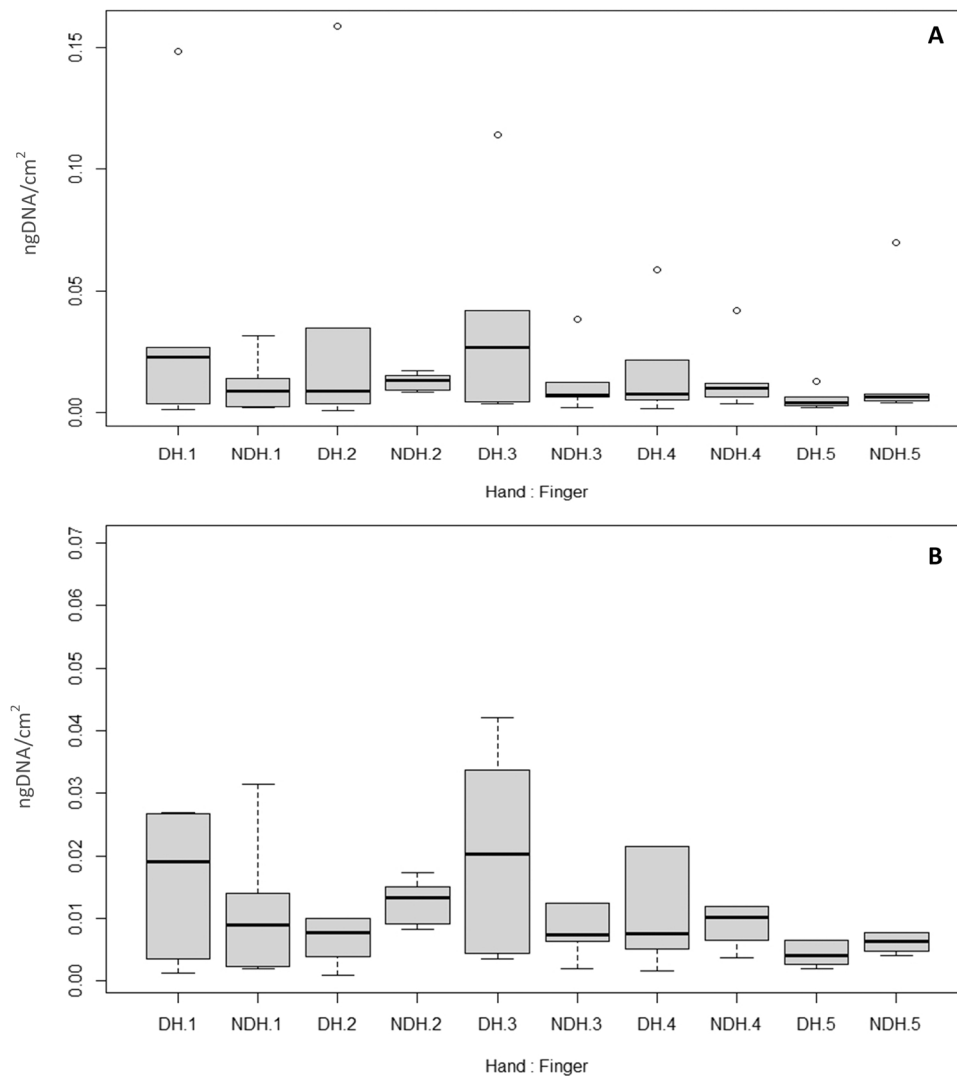 A
0.15
0.10
0.05
0.00
ngDNA/cm²
DH.1 NDH.1 DH.2 NDH.2 DH.3 NDH.3 DH.4 NDH.4 DH.5 NDH.5
Hand : Finger
B
0.07
0.06
0.05
0.04
0.03
0.02
0.01
0.00
ngDNA/cm²
DH.1 NDH.1 DH.2 NDH.2 DH.3 NDH.3 DH.4 NDH.4 DH.5 NDH.5
Hand : Finger